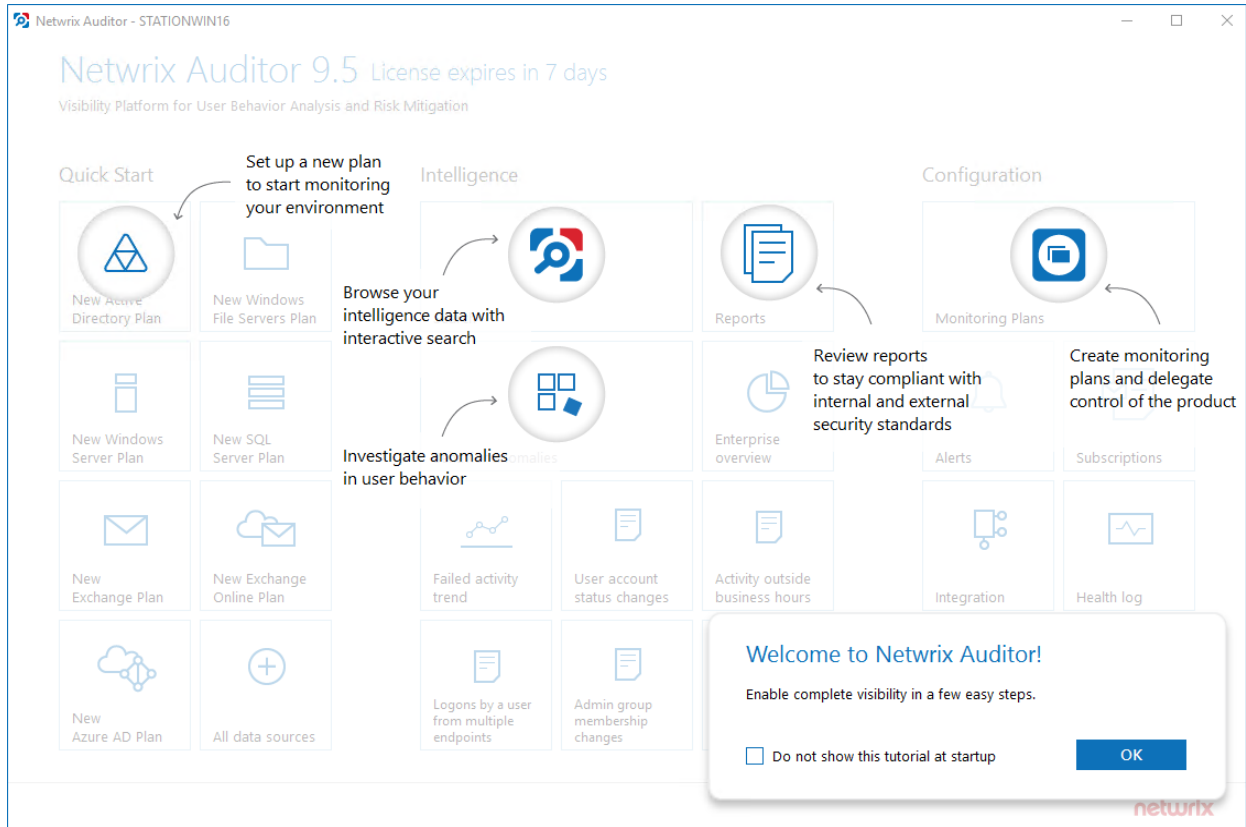 Netwrix Auditor - STATIONWIN16
Netwrix Auditor 9.5 License expires in 7 days
Visibility Platform for User Behavior Analysis and Risk Mitigation
Quick Start
Set up a new plan
to start monitoring
your environment
New Active
Directory Plan
New Windows
File Servers Plan
New Windows
Server Plan
New SQL
Server Plan
New
Exchange Plan
New Exchange
Online Plan
New
Azure AD Plan
All data sources
Intelligence
Browse your
intelligence data with
interactive search
Reports
Investigate anomalies
in user behavior
Enterprise
overview
Review reports
to stay compliant with
internal and external
security standards
Failed activity
trend
User account
status changes
Activity outside
business hours
Logons by a user
from multiple
endpoints
Admin group
membership
changes
Configuration
Monitoring Plans
Create monitoring
plans and delegate
control of the product
Alerts
Subscriptions
Integration
Health log
Welcome to Netwrix Auditor!
Enable complete visibility in a few easy steps.
Do not show this tutorial at startup
OK
netwrix